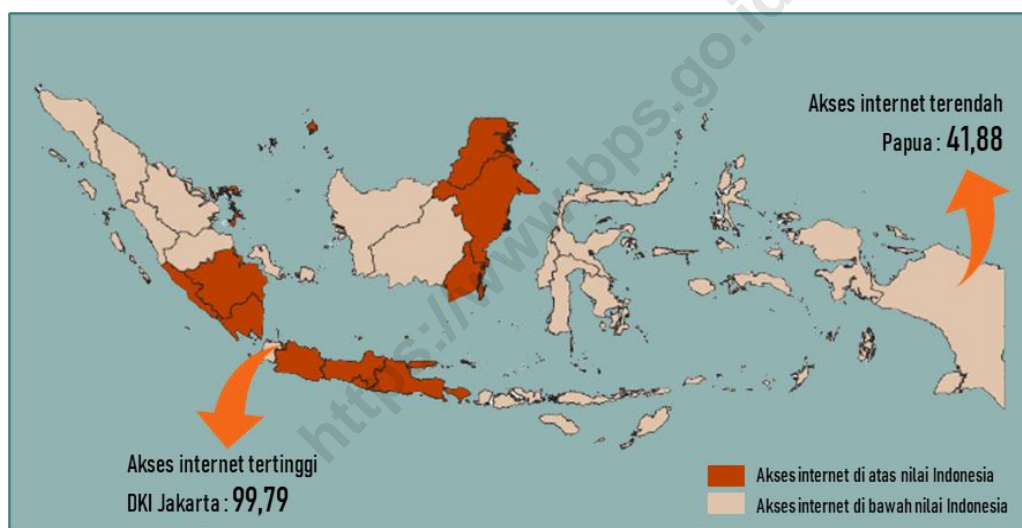 https://www.bps.go.id
Akses internet terendah
Papua : 41,88
Akses internet tertinggi
DKI Jakarta : 99,79
Akses internet di atas nilai Indonesia
Akses internet di bawah nilai Indonesia